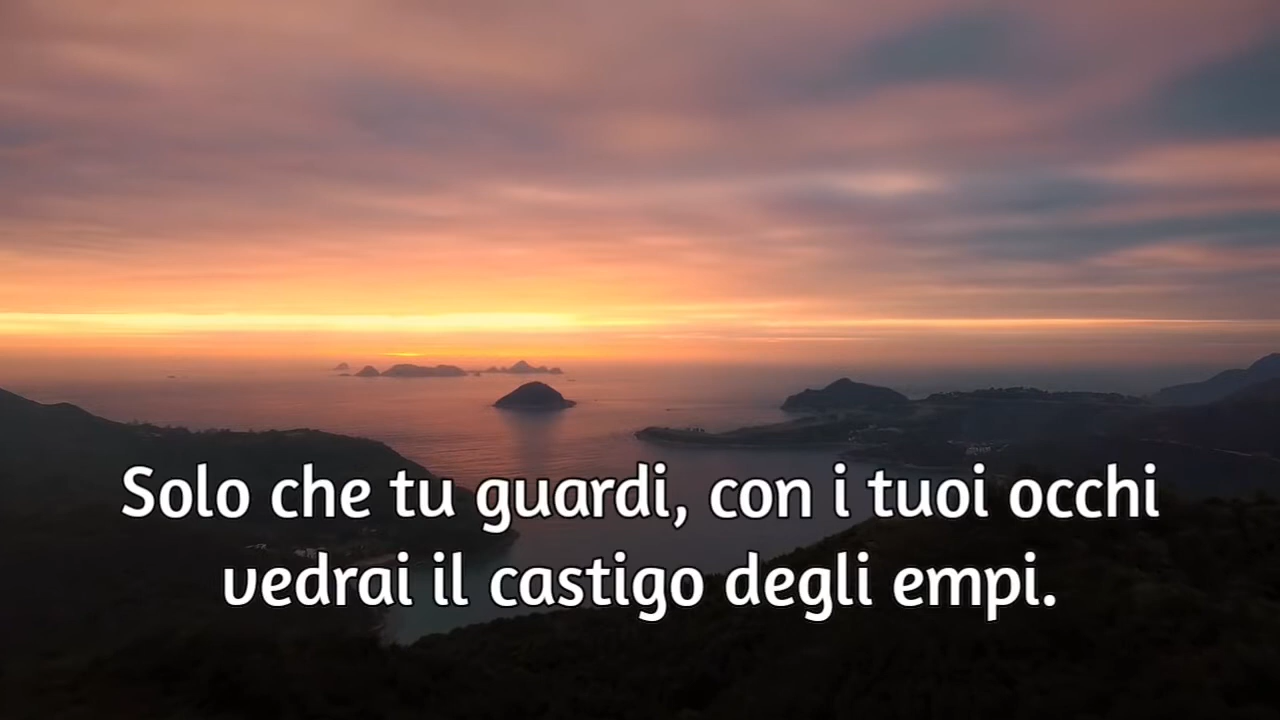 Solo che tu guardi, con i tuoi occhi
vedrai il castigo degli empi.